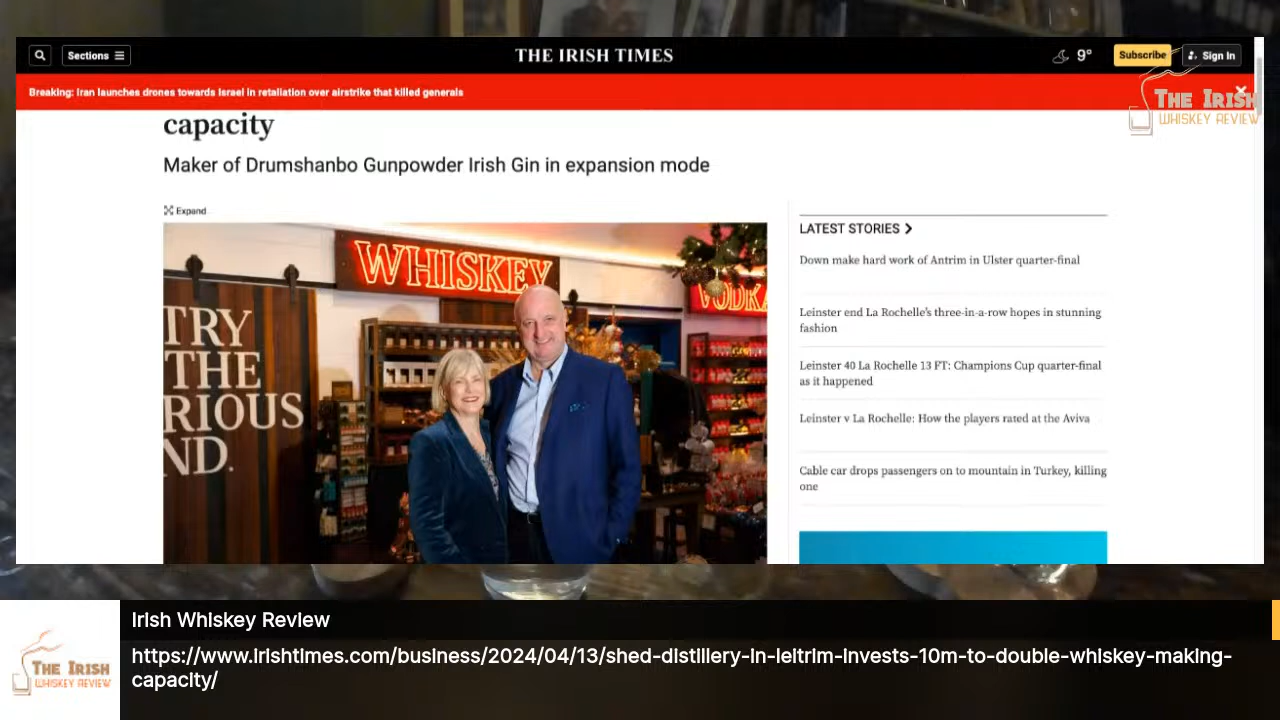 Sections
THE IRISH TIMES
9°
Subscribe
Sign In
Breaking: Iran launches drones towards Israel in retaliation over airstrike that killed generals
THE IRISH
WHISKEY REVIEW
capacity
Maker of Drumshanbo Gunpowder Irish Gin in expansion mode
Expand
WHISKEY
VODKA
TRY
THE
RIOUS
ND.
LATEST STORIES
Down make hard work of Antrim in Ulster quarter-final
Leinster end La Rochelle's three-in-a-row hopes in stunning
fashion
Leinster 40 La Rochelle 13 FT: Champions Cup quarter-final
as it happened
Leinster v La Rochelle: How the players rated at the Aviva
Cable car drops passengers on to mountain in Turkey, killing
one
THE IRISH
WHISKEY REVIEW
Irish Whiskey Review
https://www.irishtimes.com/business/2024/04/13/shed-distillery-in-leitrim-invests-10m-to-double-whiskey-making-
capacity/